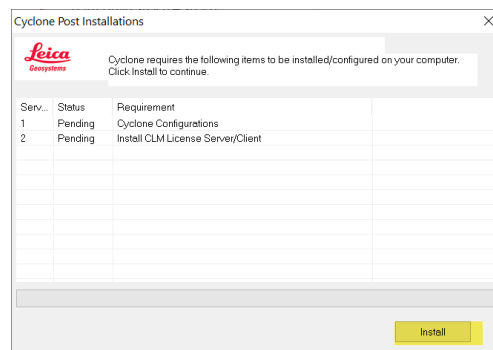 Cyclone Post Installations
Leica
Geosystems
Cyclone requires the following items to be installed/configured on your computer.
Click Install to continue.
Serv... Status Requirement
1 Pending Cyclone Configurations
2 Pending Install CLM License Server/Client
Install